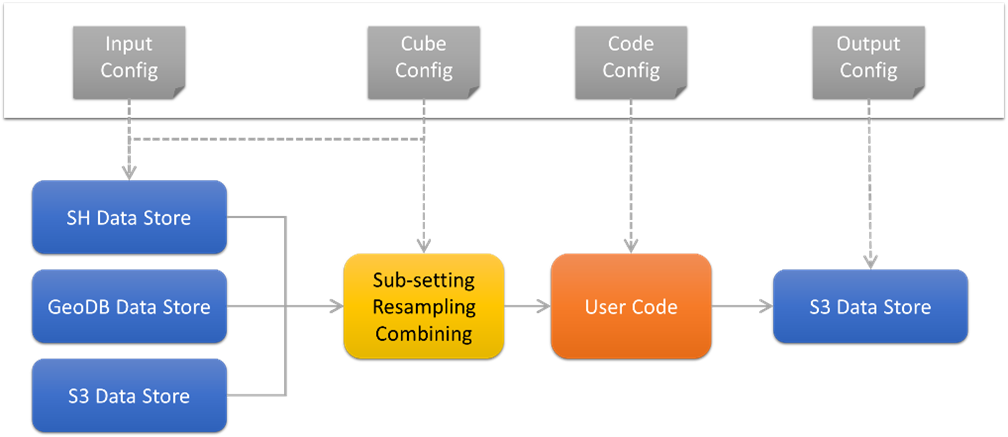 Input
Config
Cube
Config
Code
Config
Output
Config
SH Data Store
GeoDB Data Store
S3 Data Store
Sub-setting
Resampling
Combining
User Code
S3 Data Store